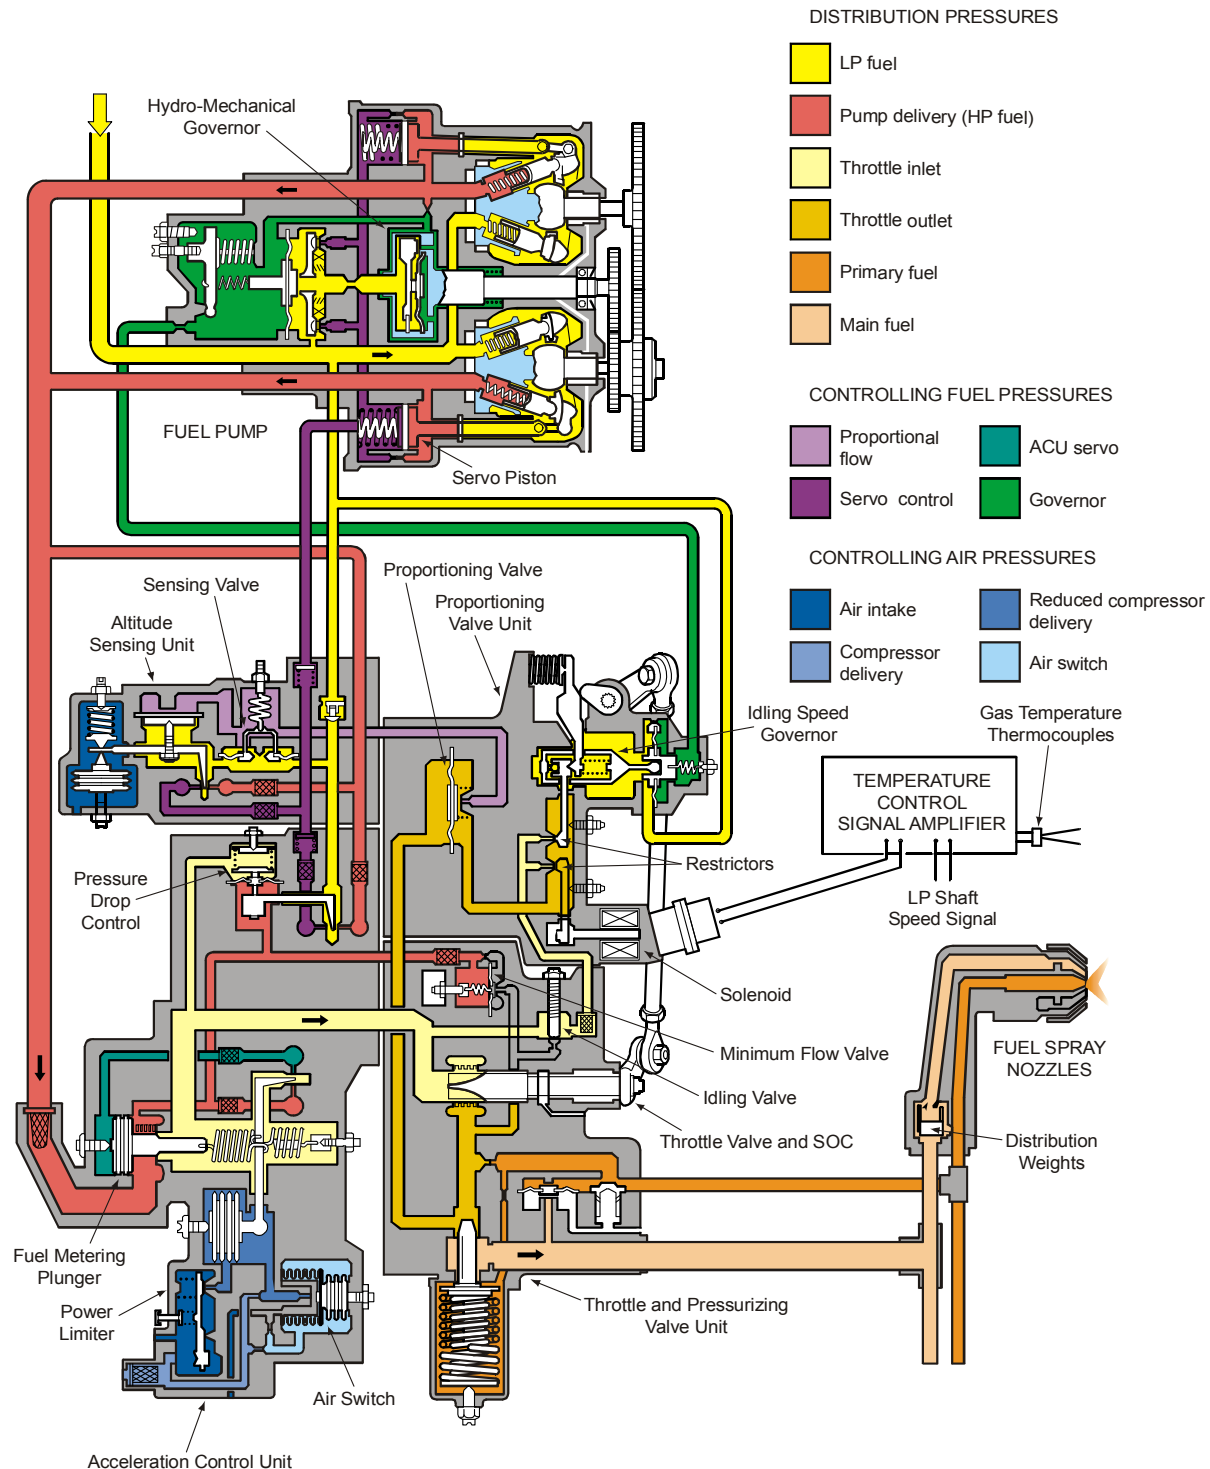 DISTRIBUTION PRESSURES
LP fuel
Pump delivery (HP fuel)
Throttle inlet
Throttle outlet
Primary fuel
Main fuel
CONTROLLING FUEL PRESSURES
Proportional
flow
ACU servo
Servo control
Governor
CONTROLLING AIR PRESSURES
Air intake
Reduced compressor
delivery
Compressor
delivery
Air switch
Hydro-Mechanical
Governor
FUEL PUMP
Servo Piston
Sensing Valve
Altitude
Sensing Unit
Proportioning Valve
Proportioning
Valve Unit
Idling Speed
Governor
Gas Temperature
Thermocouples
TEMPERATURE
CONTROL
SIGNAL AMPLIFIER
LP Shaft
Speed Signal
Pressure
Drop
Control
Restrictors
Solenoid
Minimum Flow Valve
Idling Valve
Throttle Valve and SOC
FUEL SPRAY
NOZZLES
Distribution
Weights
Fuel Metering
Plunger
Power
Limiter
Throttle and Pressurizing
Valve Unit
Air Switch
Acceleration Control Unit